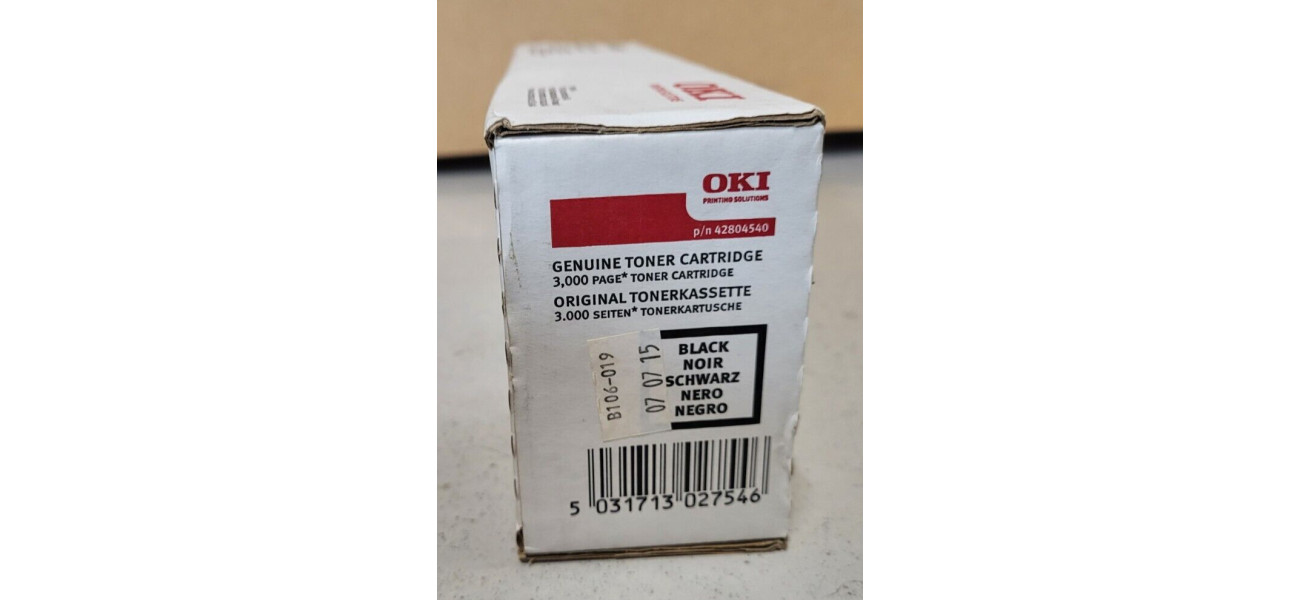 OKI
OKI
PRINTING SOLUTIONS
p/n 42804540
GENUINE TONER CARTRIDGE
3,000 PAGE* TONER CARTRIDGE
ORIGINAL TONERKASSETTE
3.000 SEITEN* TONERKARTUSCHE
B106-019
07 07 15
BLACK
NOIR
SCHWARZ
NERO
NEGRO
5 031713 027546